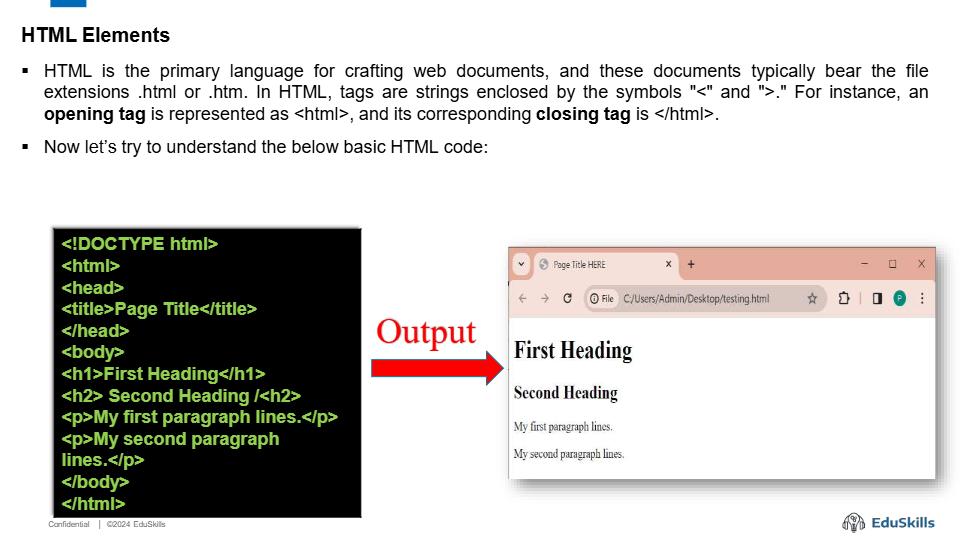 HTML Elements
▪ HTML is the primary language for crafting web documents, and these documents typically bear the file
extensions .html or .htm. In HTML, tags are strings enclosed by the symbols "<" and ">." For instance, an
opening tag is represented as <html>, and its corresponding closing tag is </html>.
▪ Now let’s try to understand the below basic HTML code:
<!DOCTYPE html>
<html>
<head>
<title>Page Title</title>
</head>
<body>
<h1>First Heading</h1>
<h2> Second Heading /<h2>
<p>My first paragraph lines.</p>
<p>My second paragraph
lines.</p>
</body>
</html>
Output
Page Title HERE
File C:/Users/Admin/Desktop/testing.html
P
First Heading
Second Heading
My first paragraph lines.
My second paragraph lines.
Confidential | ©2024 EduSkills
EduSkills